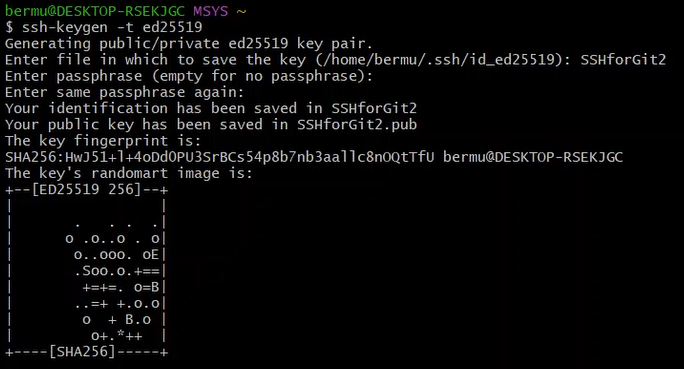 bermu@DESKTOP-RSEKJGC MSYS ~
$ ssh-keygen -t ed25519
Generating public/private ed25519 key pair.
Enter file in which to save the key (/home/bermu/.ssh/id_ed25519): SSHforGit2
Enter passphrase (empty for no passphrase):
Enter same passphrase again:
Your identification has been saved in SSHforGit2
Your public key has been saved in SSHforGit2.pub
The key fingerprint is:
SHA256:HwJ51+l+4oDdOPU3SrBCs54p8b7nb3aallc8nOQtTfU bermu@DESKTOP-RSEKJGC
The key's randomart image is:
+--[ED25519 256]--+
|                 |
|       .   . .  .|
|      o .o..o . o|
|       o..ooo. oE|
|       .Soo.o.+==|
|        +=+=. o=B|
|       ..=+ +.o.o|
|        o  + B.o |
|         o+.*++  |
+----[SHA256]-----+